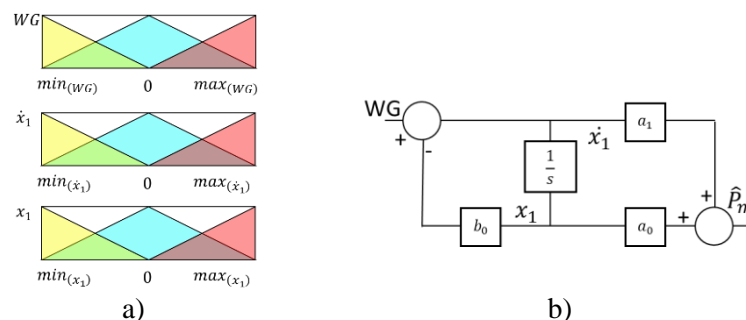 WG
min(WG) 0 max(WG)
ẋ₁
min(ẋ₁) 0 max(ẋ₁)
x₁
min(x₁) 0 max(x₁)
a)
WG
+
-
ẋ₁
a₁
1/s
x₁
b₀
a₀
+
+
P̂ₙ
b)